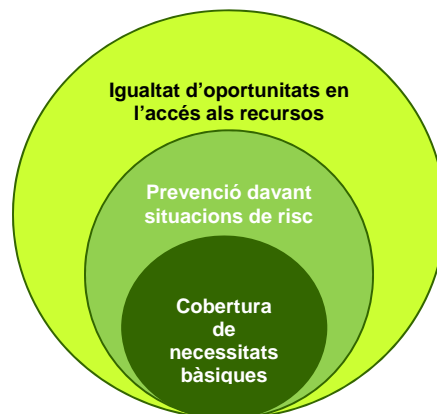 Igualtat d’oportunitats en
l’accés als recursos
Prevenció davant
situacions de risc
Cobertura
de
necessitats
bàsiques